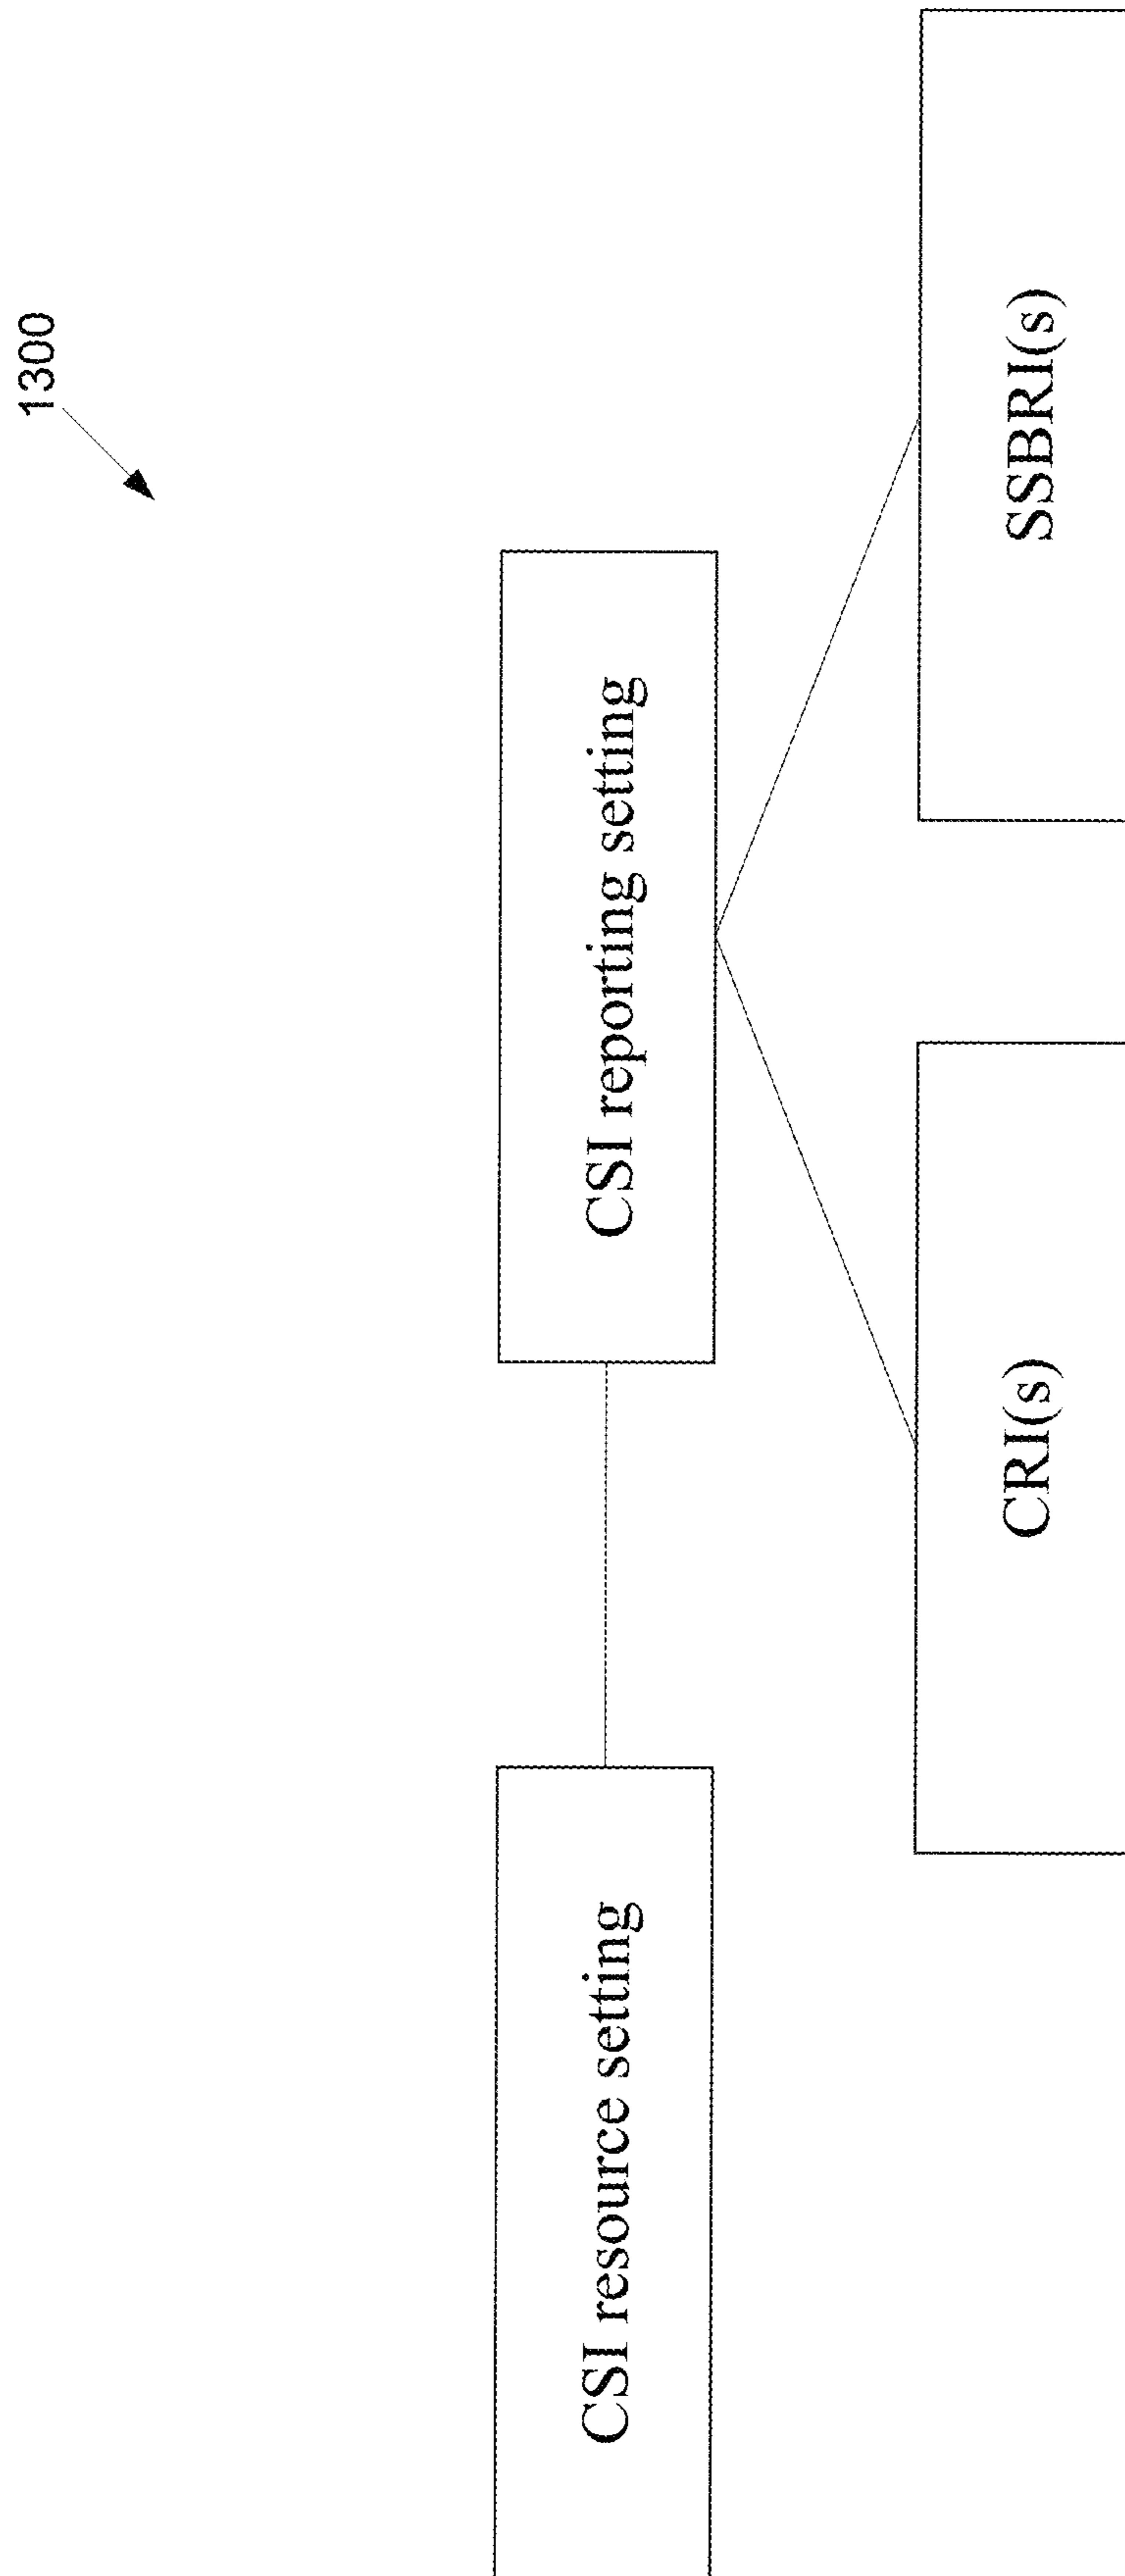 1300
CSI resource setting
CSI reporting setting
CRI(s)
SSBRI(s)